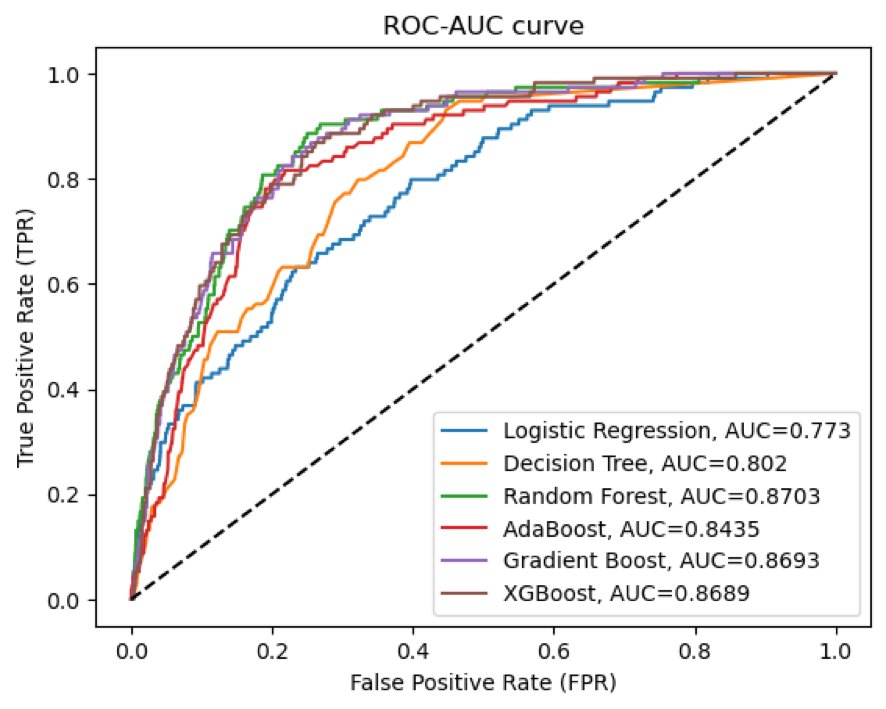 ROC-AUC curve
True Positive Rate (TPR)
1.0
0.8
0.6
0.4
0.2
0.0
Logistic Regression, AUC=0.773
Decision Tree, AUC=0.802
Random Forest, AUC=0.8703
AdaBoost, AUC=0.8435
Gradient Boost, AUC=0.8693
XGBoost, AUC=0.8689
0.0 0.2 0.4 0.6 0.8 1.0
False Positive Rate (FPR)